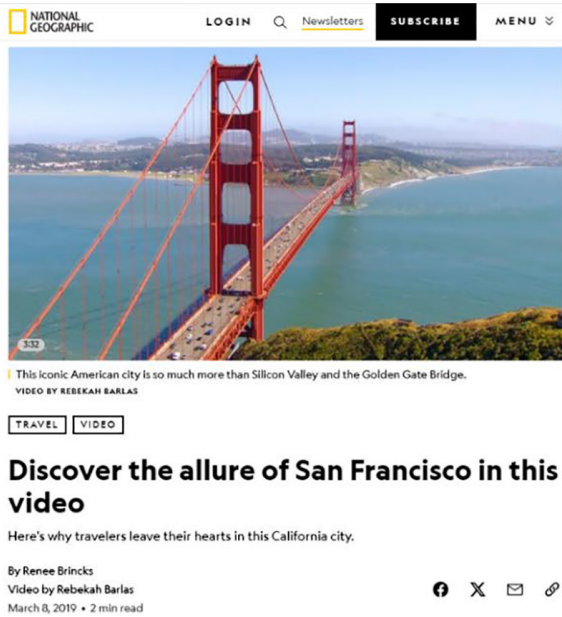 NATIONAL
GEOGRAPHIC
LOGIN
Newsletters
SUBSCRIBE
MENU
3:32
This iconic American city is so much more than Silicon Valley and the Golden Gate Bridge.
VIDEO BY REBEKAH BARLAS
TRAVEL
VIDEO
Discover the allure of San Francisco in this
video
Here's why travelers leave their hearts in this California city.
By Renee Brincks
Video by Rebekah Barlas
March 8, 2019 • 2 min read